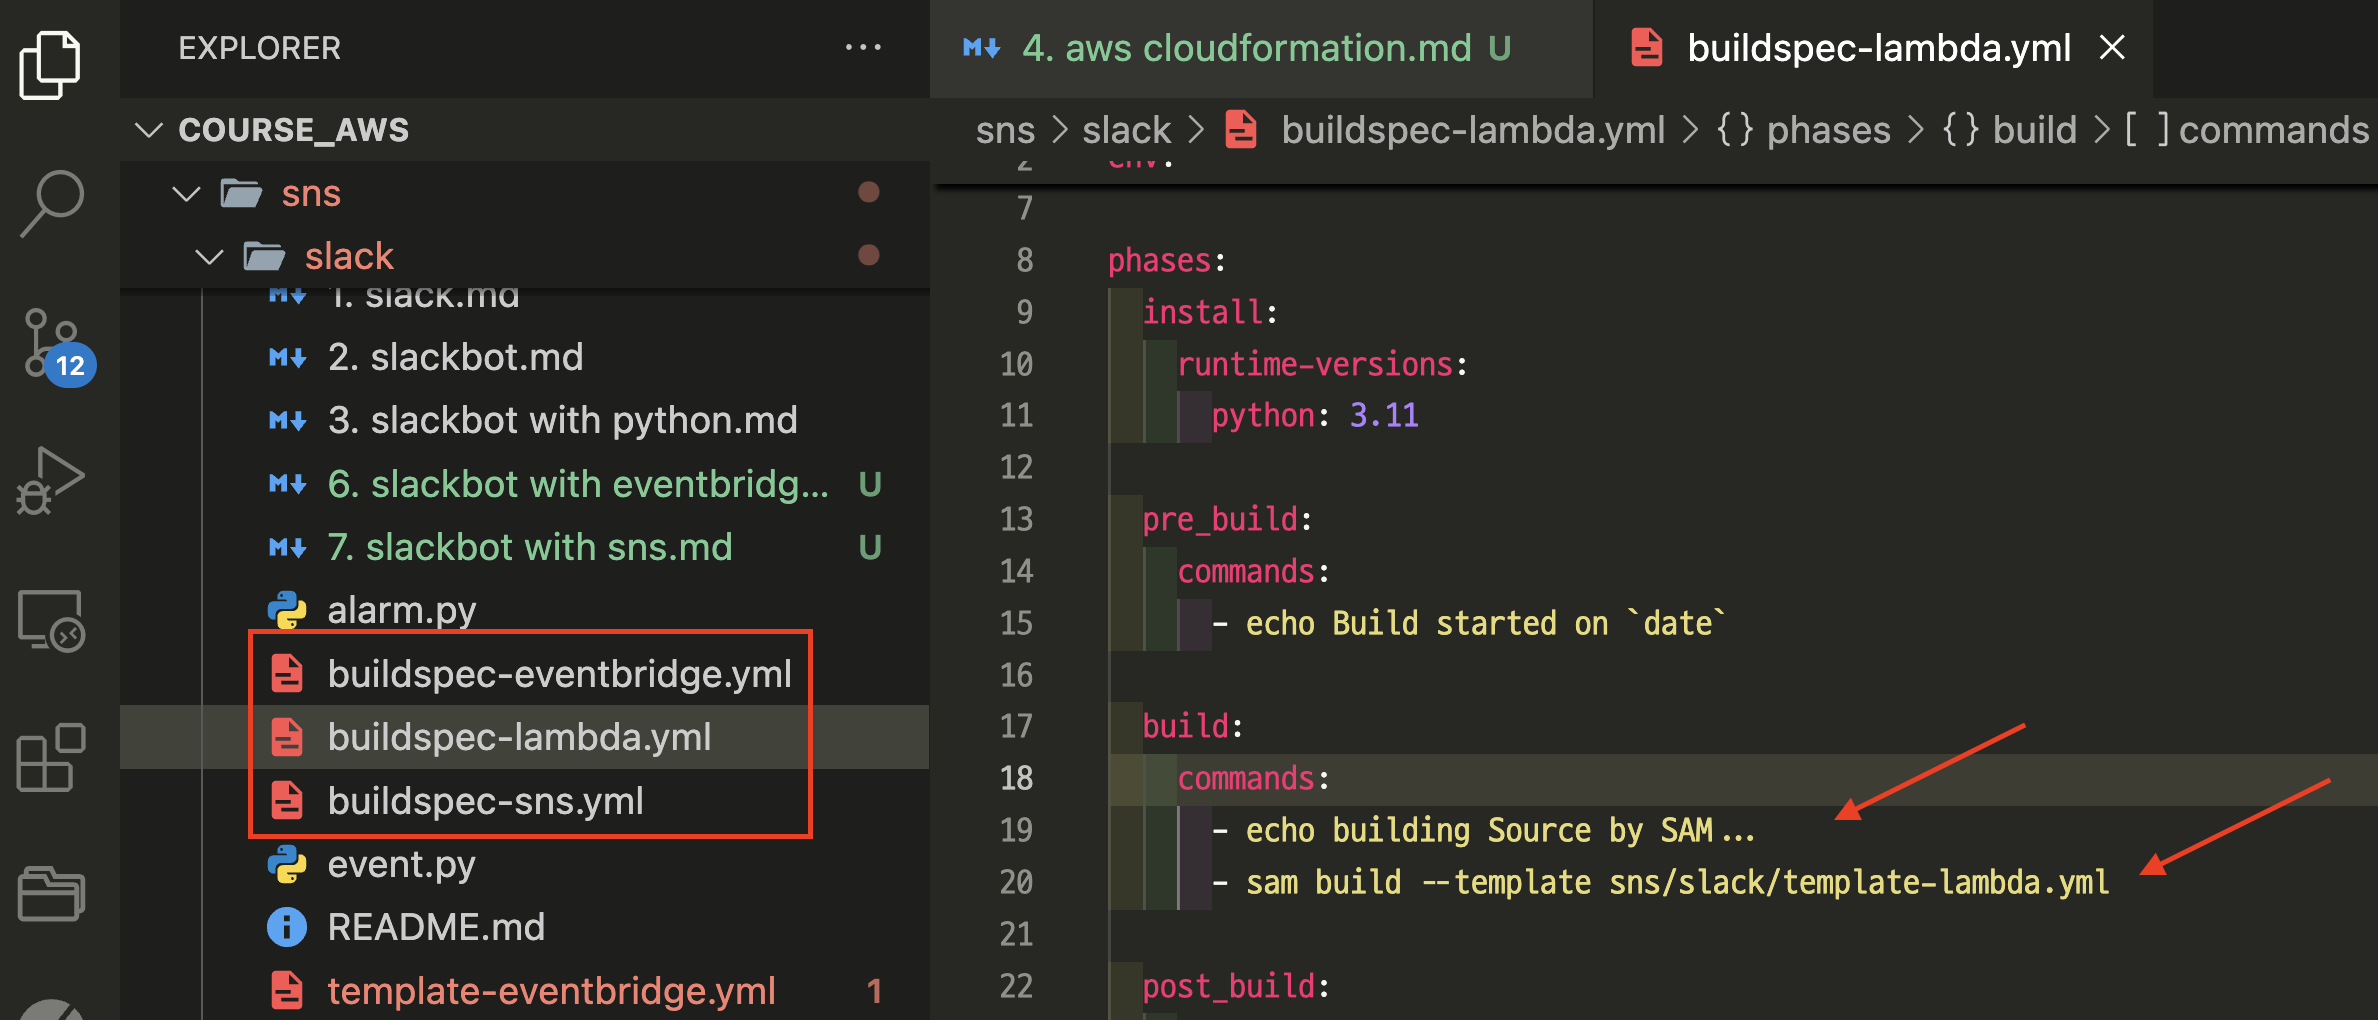 EXPLORER
COURSE_AWS
sns
slack
1. slack.md
2. slackbot.md
3. slackbot with python.md
6. slackbot with eventbridg... U
7. slackbot with sns.md U
alarm.py
buildspec-eventbridge.yml
buildspec-lambda.yml
buildspec-sns.yml
event.py
README.md
template-eventbridge.yml 1
12
4. aws cloudformation.md U
buildspec-lambda.yml
sns > slack > buildspec-lambda.yml > {} phases > {} build > [ ] commands
2 env:
7
8 phases:
9 install:
10 runtime-versions:
11 python: 3.11
12
13 pre_build:
14 commands:
15 - echo Build started on `date`
16
17 build:
18 commands:
19 - echo building Source by SAM...
20 - sam build --template sns/slack/template-lambda.yml
21
22 post_build: